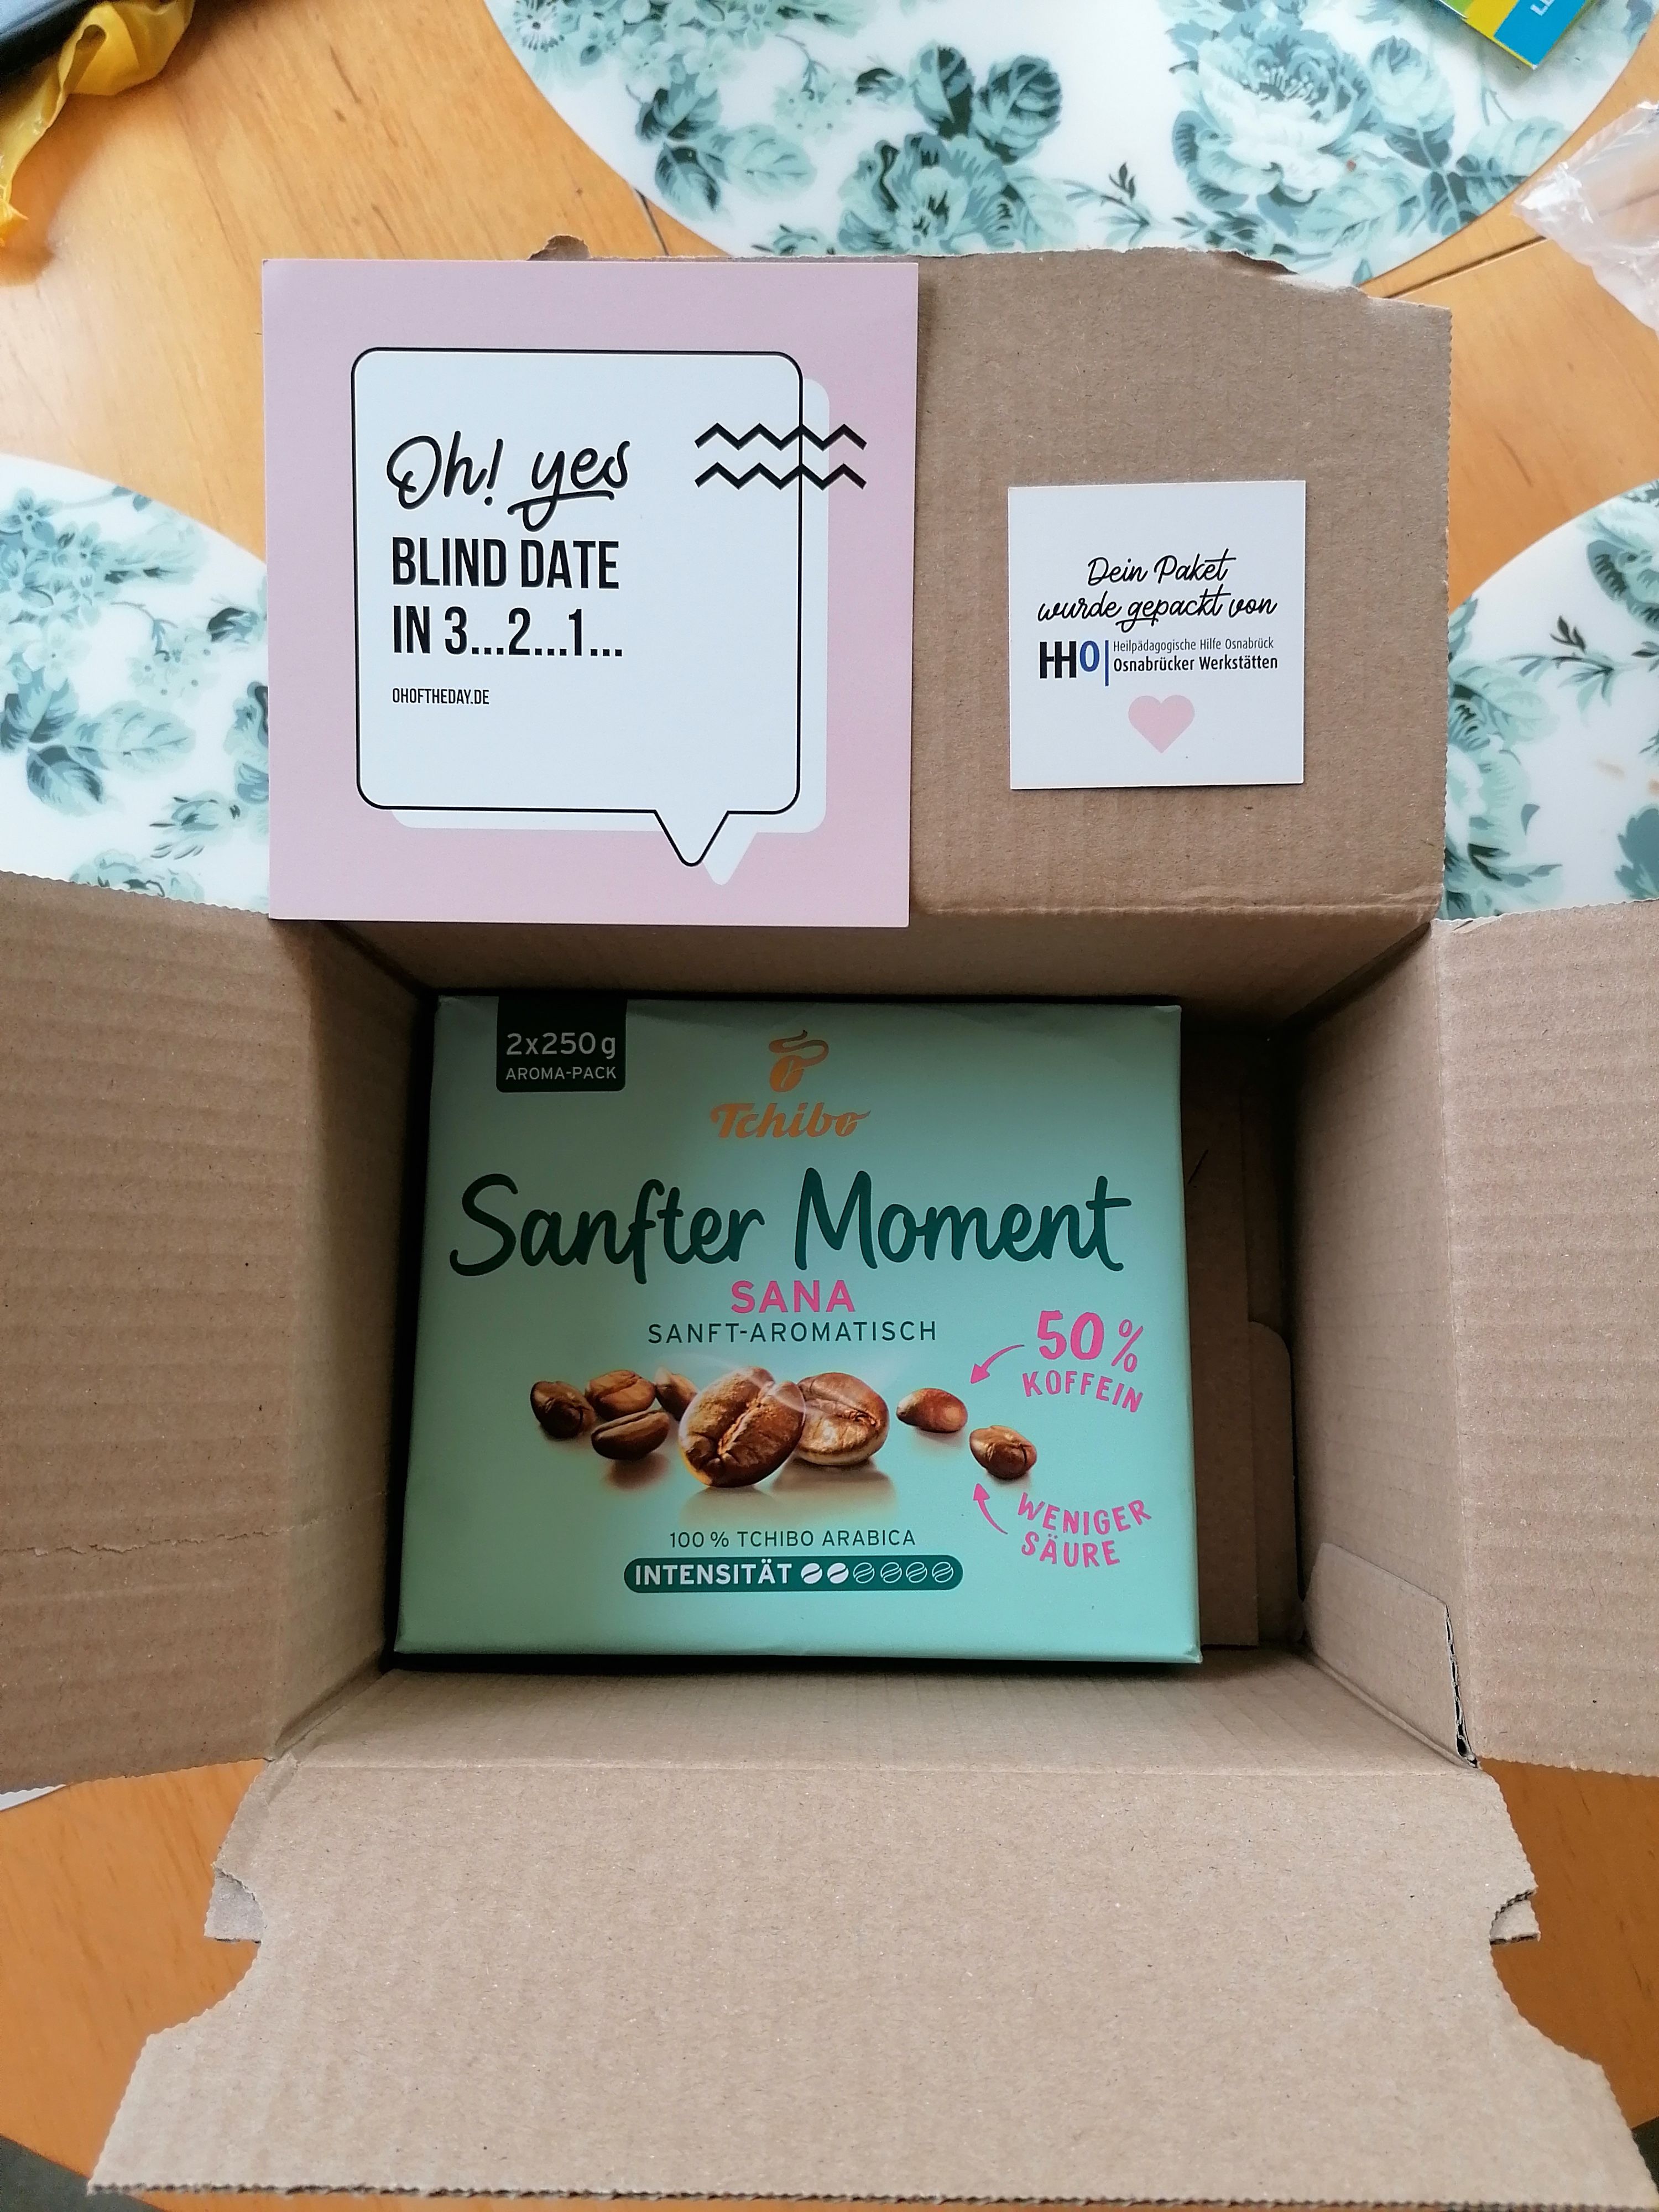 Oh! yes
BLIND DATE
IN 3...2...1...
OHOFTHEDAY.DE
Dein Paket
wurde gepackt von
HHO
Heilpädagogische Hilfe Osnabrück
Osnabrücker Werkstätten
2x250g
AROMA-PACK
Tchibo
Sanfter Moment
SANA
SANFT-AROMATISCH
50%
KOFFEIN
WENIGER
SÄURE
100% TCHIBO ARABICA
INTENSITÄT